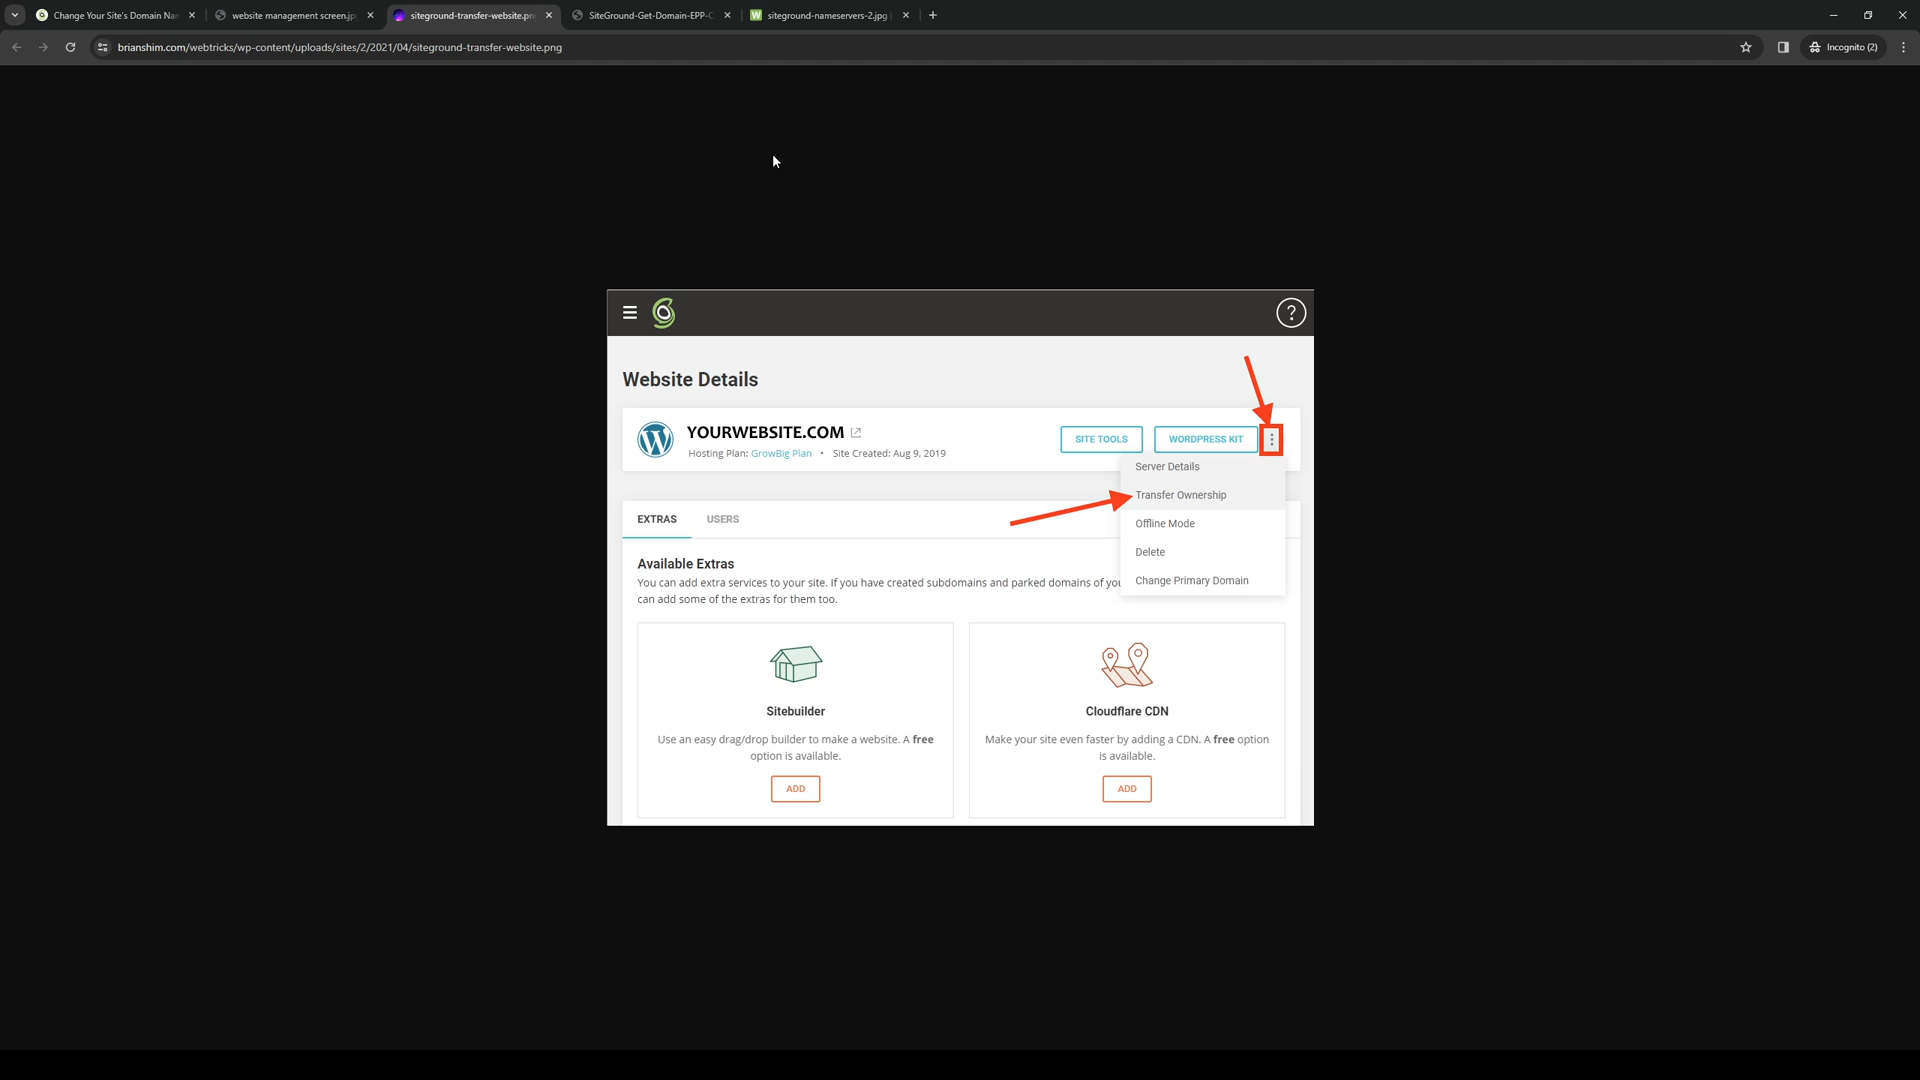 Change Your Site's Domain Na
website management screen.jp
siteground-transfer-website.pn
SiteGround-Get-Domain-EPP-C
siteground-nameservers-2.jpg
brianshim.com/webtricks/wp-content/uploads/sites/2/2021/04/siteground-transfer-website.png
Incognito (2)
Website Details
YOURWEBSITE.COM
SITE TOOLS
WORDPRESS KIT
Hosting Plan: GrowBig Plan • Site Created: Aug 9, 2019
Server Details
Transfer Ownership
Offline Mode
Delete
Change Primary Domain
EXTRAS
USERS
Available Extras
You can add extra services to your site. If you have created subdomains and parked domains of you
can add some of the extras for them too.
Sitebuilder
Use an easy drag/drop builder to make a website. A free
option is available.
ADD
Cloudflare CDN
Make your site even faster by adding a CDN. A free option
is available.
ADD